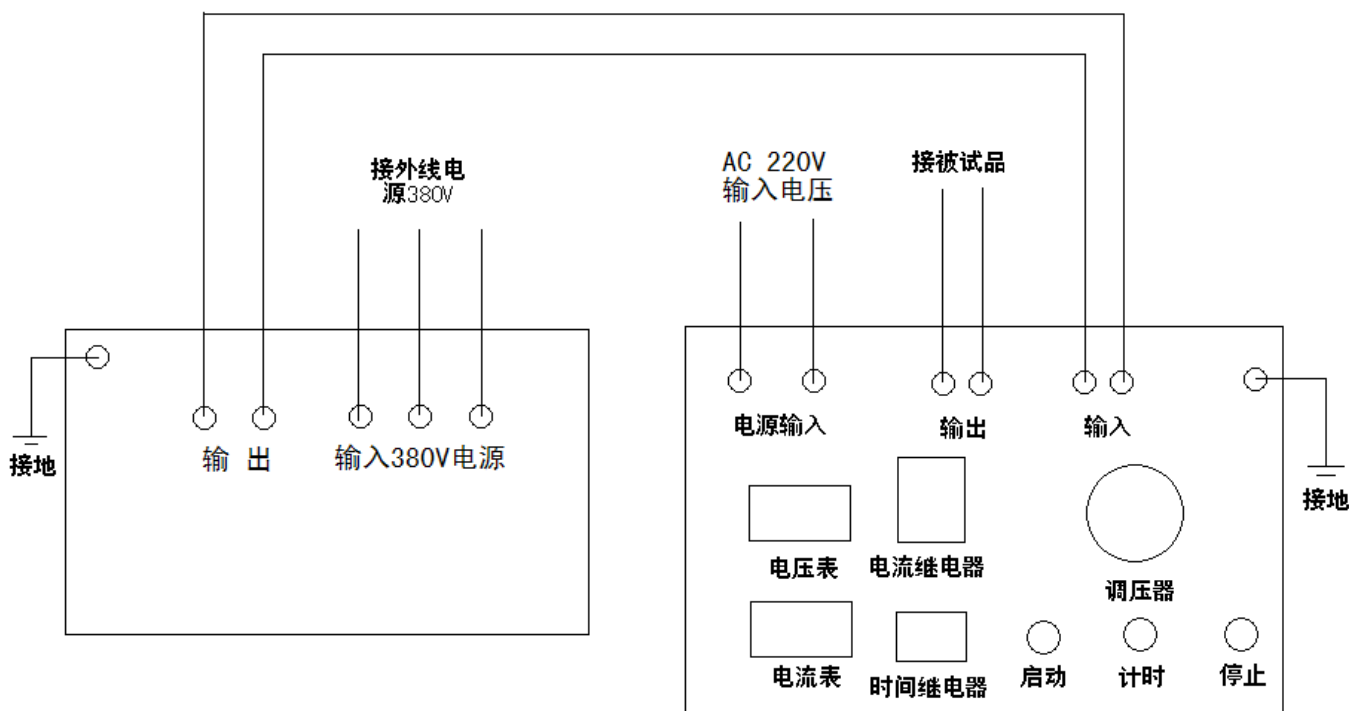 接外线电
源380V
AC 220V
输入电压
接被试品
接地
输 出
输入380V电源
电源输入
输出
输入
接地
电压表
电流继电器
调压器
电流表
时间继电器
启动
计时
停止